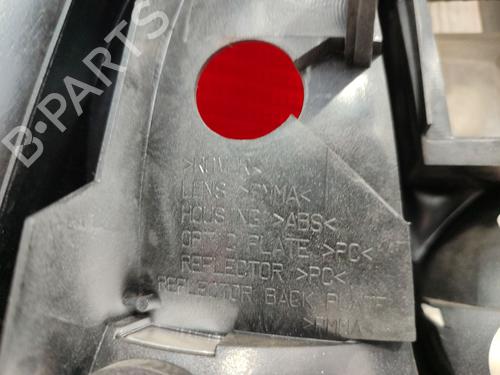 B-PARTS
LENS >PMMA<
HOUSING >ABS<
OPTIC PLATE >PC<
REFLECTOR >PC<
REFLECTOR BACK PLATE
>PMMA